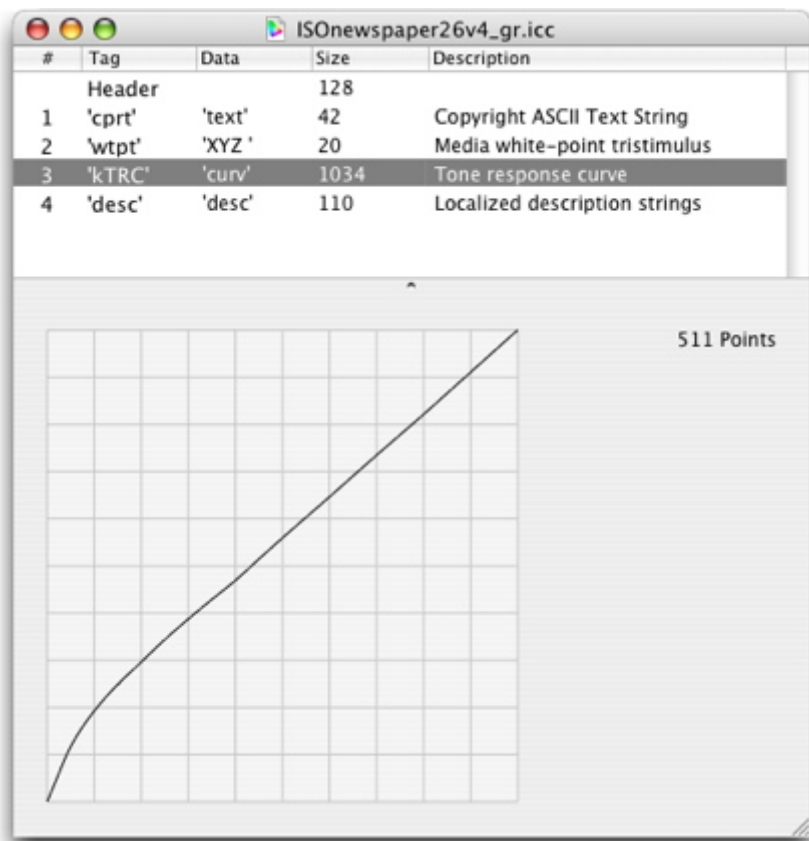 ISOnewspaper26v4_gr.icc
# Tag Data Size Description
Header 128
1 'cprt' 'text' 42 Copyright ASCII Text String
2 'wtpt' 'XYZ ' 20 Media white-point tristimulus
3 'kTRC' 'curv' 1034 Tone response curve
4 'desc' 'desc' 110 Localized description strings
511 Points